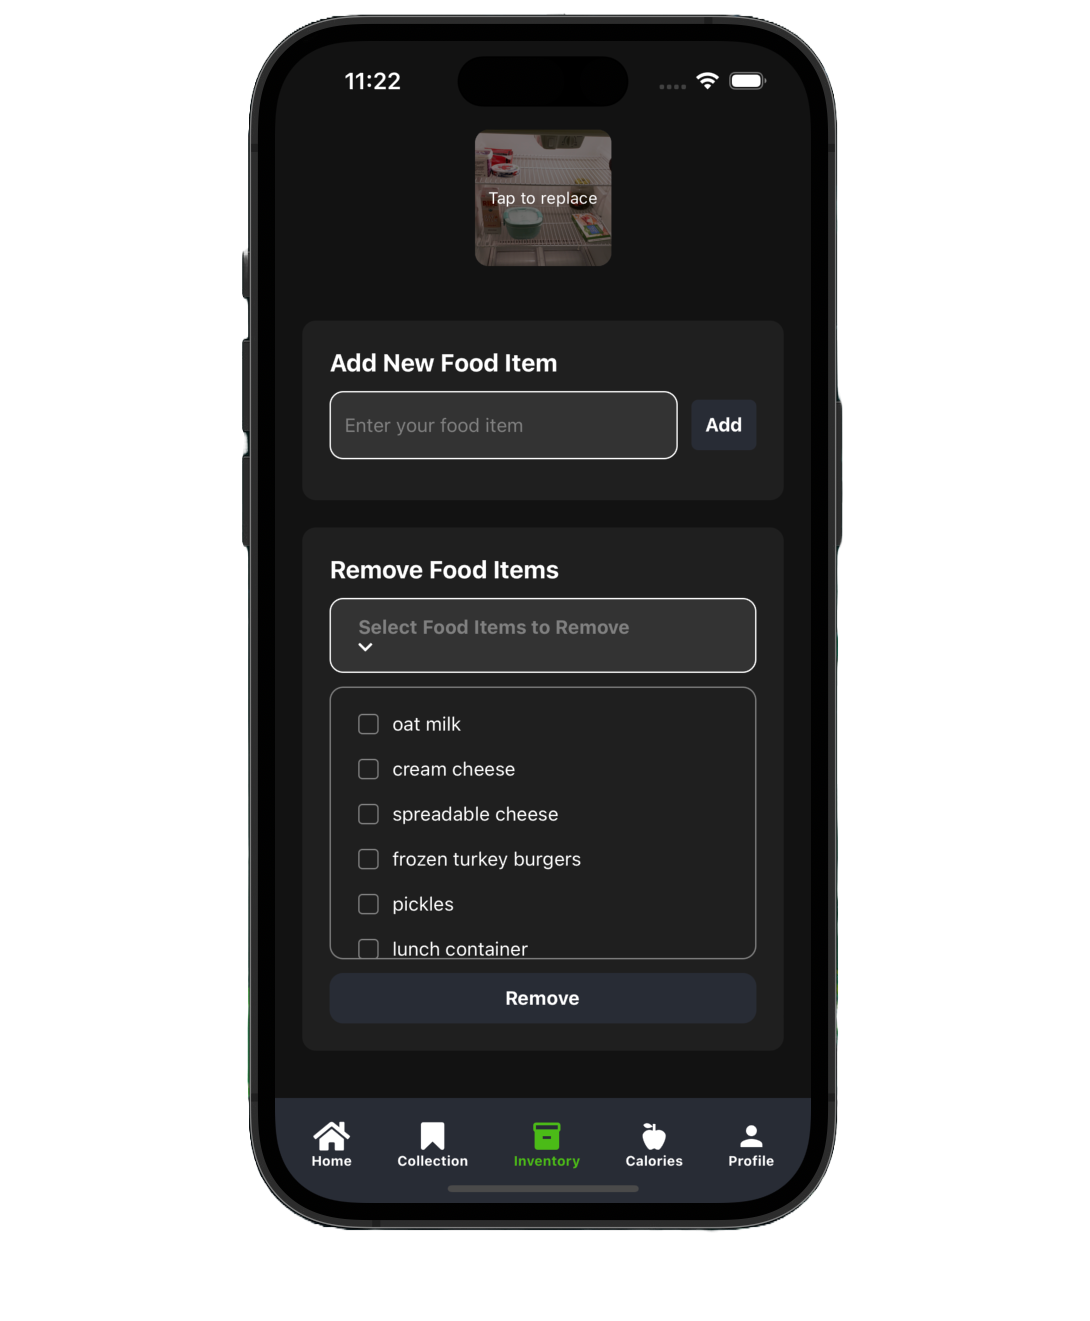 11:22
Tap to replace
Add New Food Item
Enter your food item
Add
Remove Food Items
Select Food Items to Remove
oat milk
cream cheese
spreadable cheese
frozen turkey burgers
pickles
lunch container
Remove
Home
Collection
Inventory
Calories
Profile